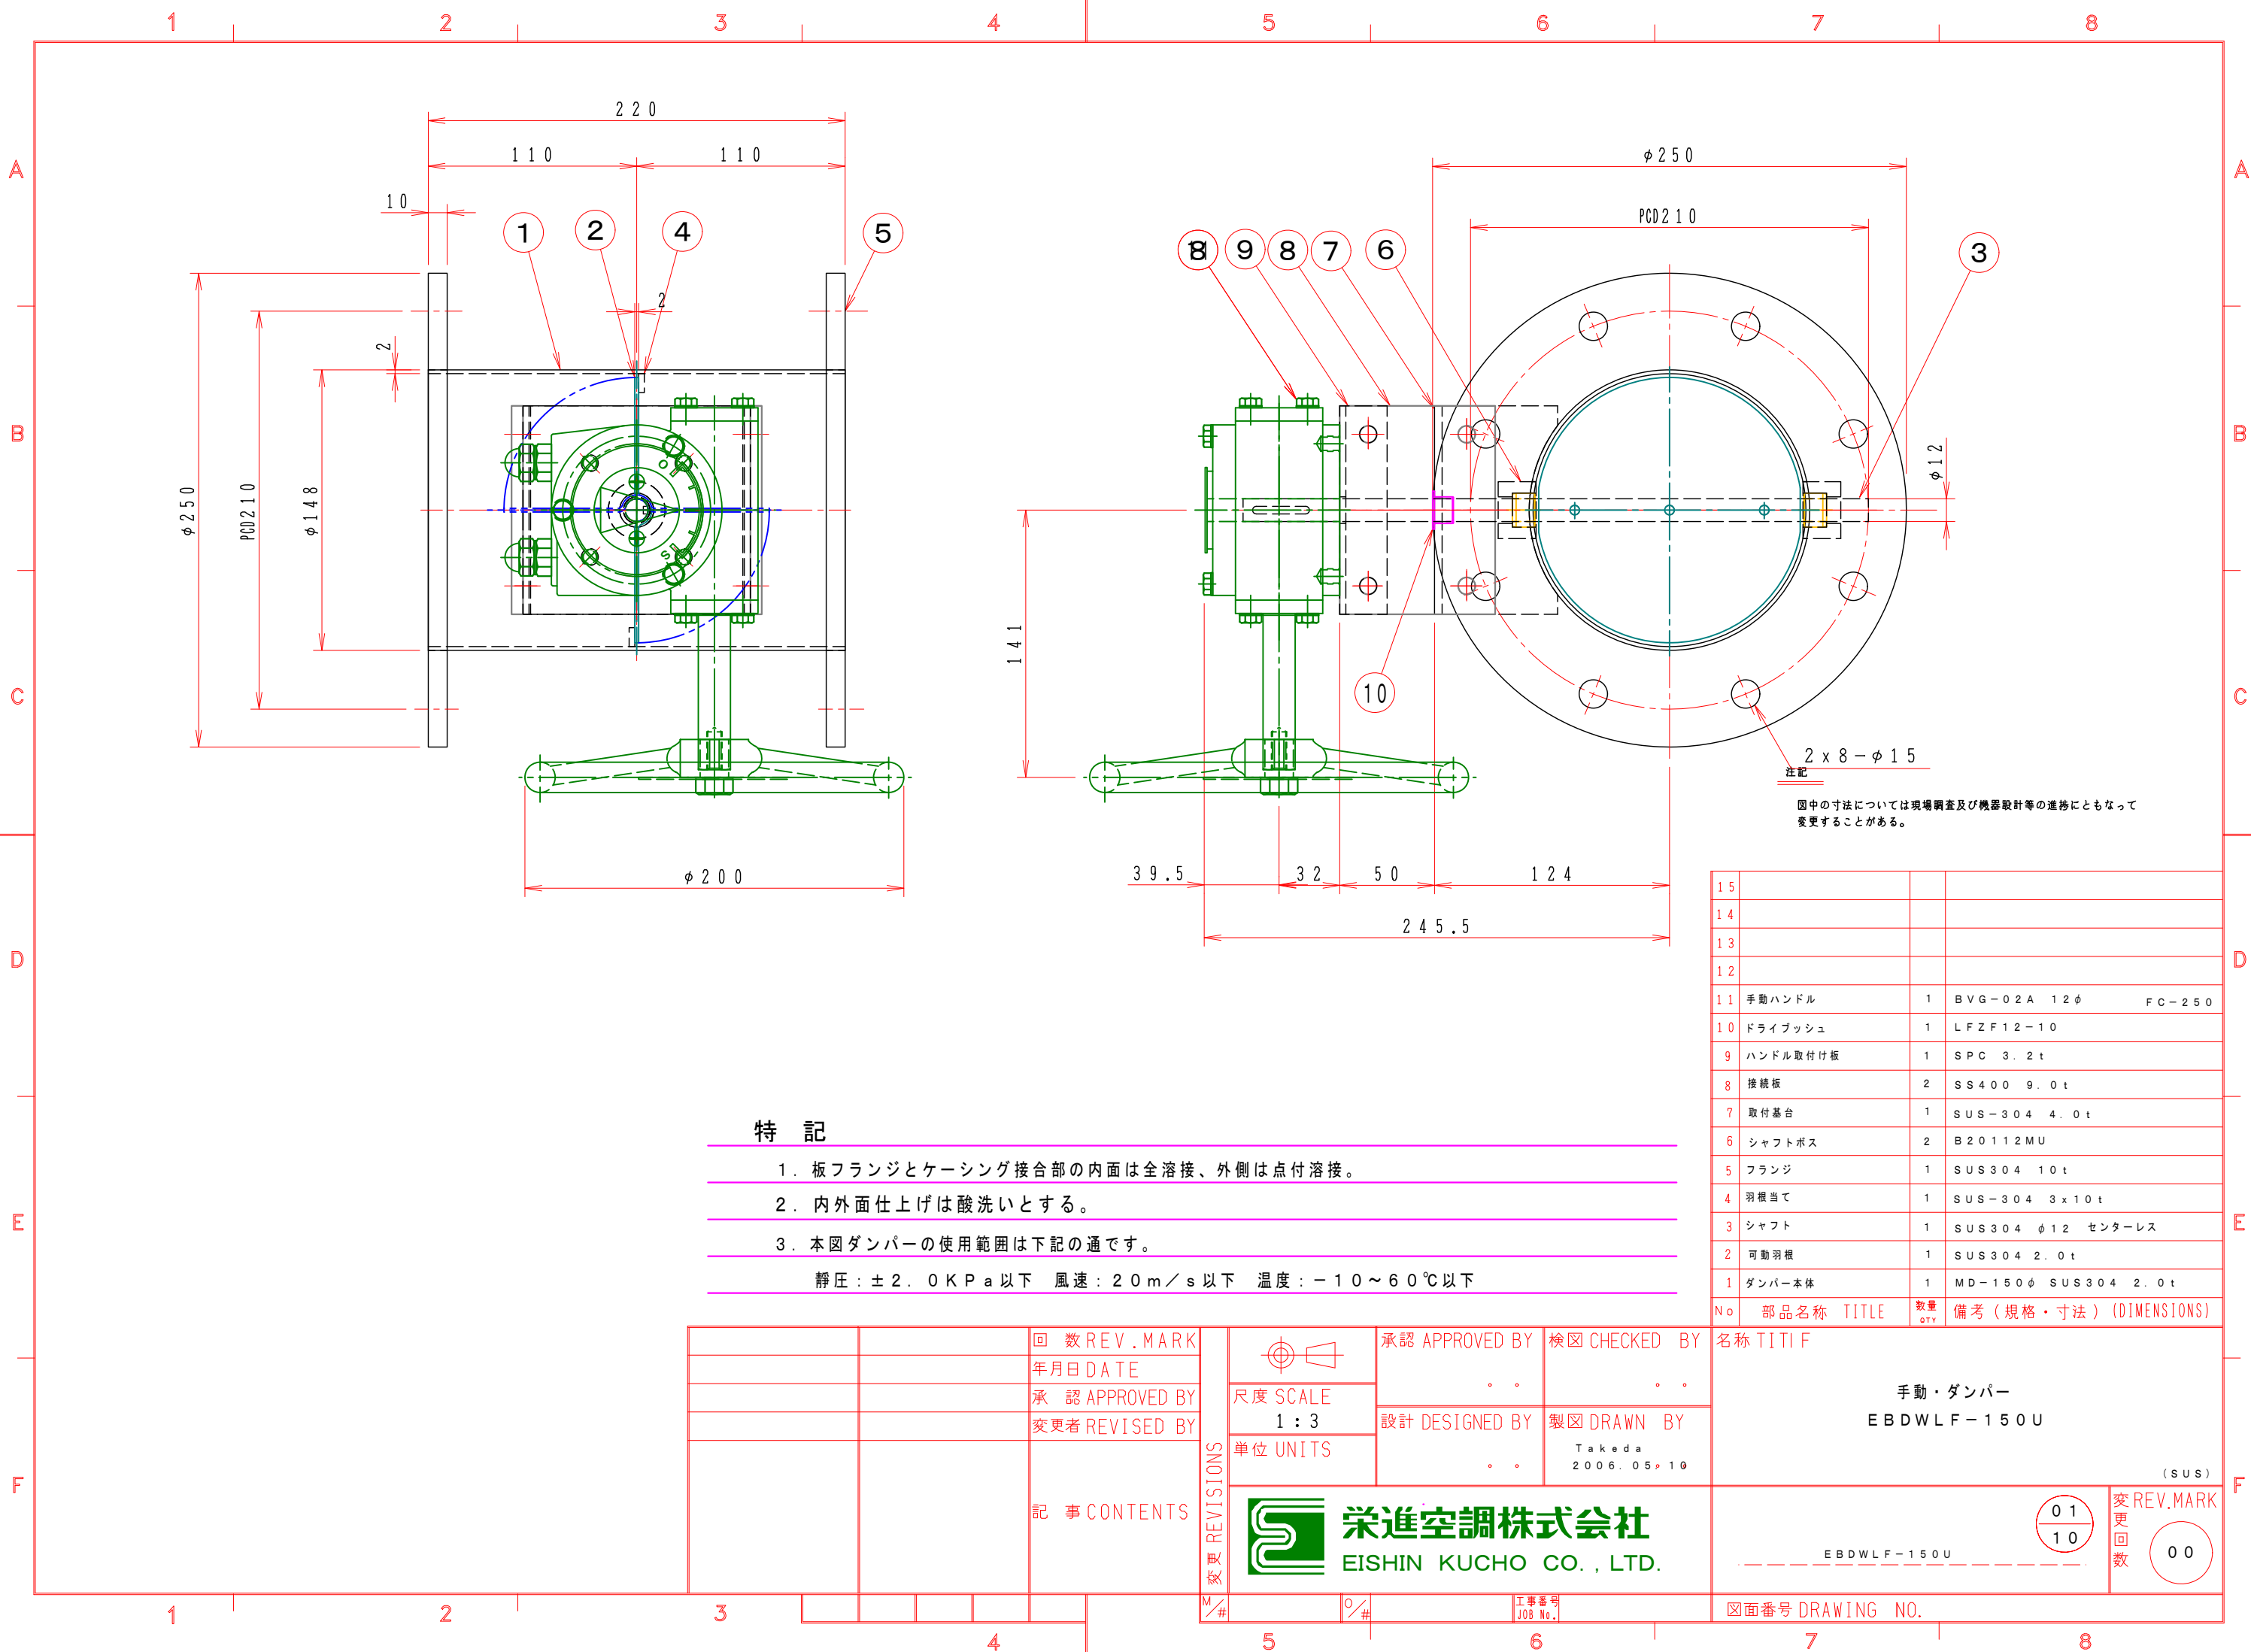 1 2 3 4 5 6 7 8
A
B
C
D
E
F
A
B
C
D
E
F
220
110 110
10
1 2 4 5
2
2
φ250
PCD210
φ148
φ200
φ250
PCD210
9 8 7 6 3
φ12
141
10
2x8-φ15
注記
図中の寸法については現場調査及び機器設計等の進捗にともなって
変更することがある。
39.5 32 50 124
245.5
15
14
13
12
11 手動ハンドル 1 BVG-02A 12φ FC-250
10 ドライブッシュ 1 LFZF12-10
9 ハンドル取付け板 1 SPC 3.2t
8 接続板 2 SS400 9.0t
7 取付基台 1 SUS-304 4.0t
6 シャフトボス 2 B20112MU
5 フランジ 1 SUS304 10t
4 羽根当て 1 SUS-304 3x10t
3 シャフト 1 SUS304 φ12 センターレス
2 可動羽根 1 SUS304 2.0t
1 ダンパー本体 1 MD-150φ SUS304 2.0t
No 部品名称 TITLE 数量 QTY 備考(規格・寸法)(DIMENSIONS)
特 記
1. 板フランジとケーシング接合部の内面は全溶接、外側は点付溶接。
2. 内外面仕上げは酸洗いとする。
3. 本図ダンパーの使用範囲は下記の通です。
靜圧:±2.0KPa以下 風速:20m/s以下 温度:-10~60℃以下
回 数 REV.MARK
年月日 DATE
承 認 APPROVED BY
変更者 REVISED BY
記 事 CONTENTS
変更 REVISIONS
尺度 SCALE
1:3
単位 UNITS
承認 APPROVED BY
検図 CHECKED BY
設計 DESIGNED BY
製図 DRAWN BY
Takeda
2006.05.10
名称 TITLE
手動・ダンパー
EBDWLF-150U
(SUS)
栄進空調株式会社
EISHIN KUCHO CO.,LTD.
EBDWLF-150U
01
10
変更回数 REV.MARK
00
M/# O/# 工事番号
JOB No.
図面番号 DRAWING NO.
1 2 3 4 5 6 7 8